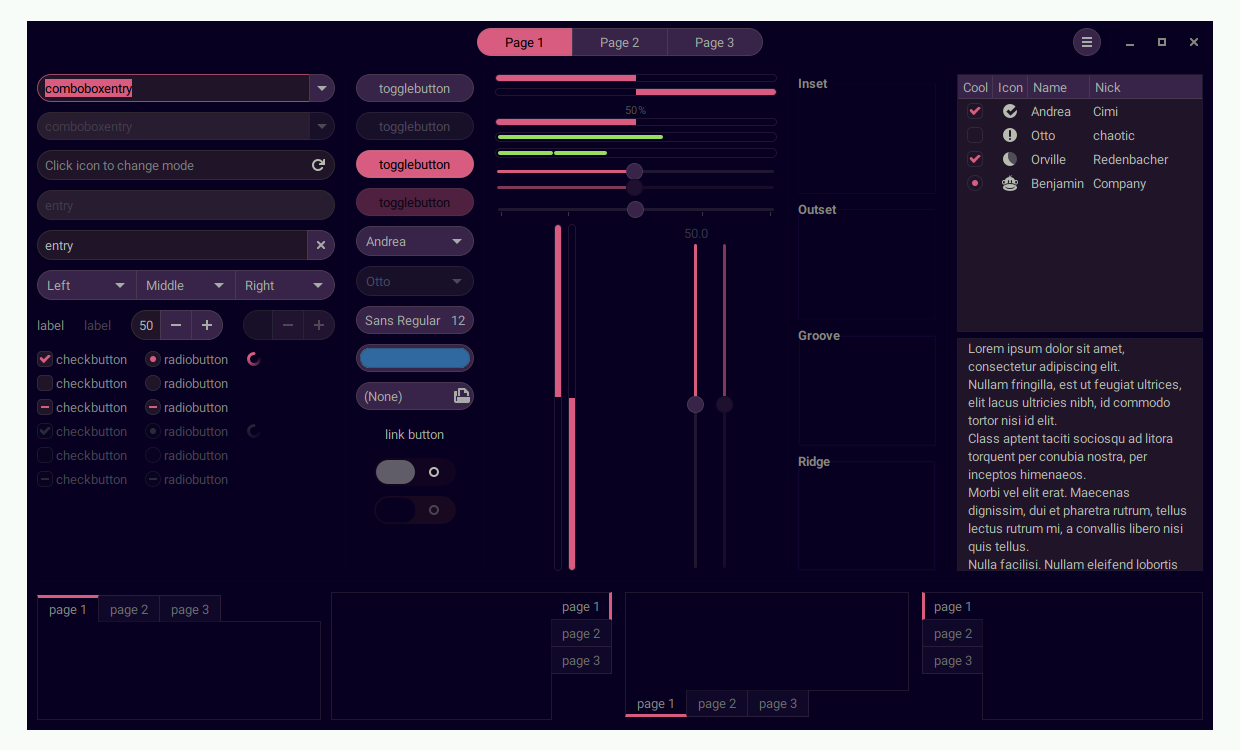 Page 1 Page 2 Page 3
comboboxentry
comboboxentry
Click icon to change mode
entry
entry
Left Middle Right
label label 50
checkbutton radiobutton
checkbutton radiobutton
checkbutton radiobutton
checkbutton radiobutton
checkbutton radiobutton
checkbutton radiobutton
togglebutton
togglebutton
togglebutton
togglebutton
Andrea
Otto
Sans Regular 12
(None)
link button
50%
50.0
Inset
Outset
Groove
Ridge
Cool Icon Name Nick
Andrea Cimi
Otto chaotic
Orville Redenbacher
Benjamin Company
Lorem ipsum dolor sit amet,
consectetur adipiscing elit.
Nullam fringilla, est ut feugiat ultrices,
elit lacus ultricies nibh, id commodo
tortor nisi id elit.
Class aptent taciti sociosqu ad litora
torquent per conubia nostra, per
inceptos himenaeos.
Morbi vel elit erat. Maecenas
dignissim, dui et pharetra rutrum, tellus
lectus rutrum mi, a convallis libero nisi
quis tellus.
Nulla facilisi. Nullam eleifend lobortis
page 1 page 2 page 3
page 1
page 2
page 3
page 1 page 2 page 3
page 1
page 2
page 3